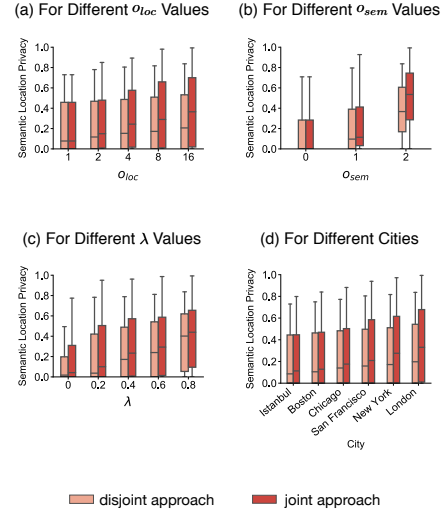 (a) For Different o_loc Values
Semantic Location Privacy
1.0
0.8
0.6
0.4
0.2
0.0
1 2 4 8 16
o_loc
(b) For Different o_sem Values
Semantic Location Privacy
1.0
0.8
0.6
0.4
0.2
0.0
0 1 2
o_sem
(c) For Different λ Values
Semantic Location Privacy
1.0
0.8
0.6
0.4
0.2
0.0
0 0.2 0.4 0.6 0.8
λ
(d) For Different Cities
Semantic Location Privacy
1.0
0.8
0.6
0.4
0.2
0.0
Istanbul
Boston
Chicago
San Francisco
New York
London
City
disjoint approach joint approach